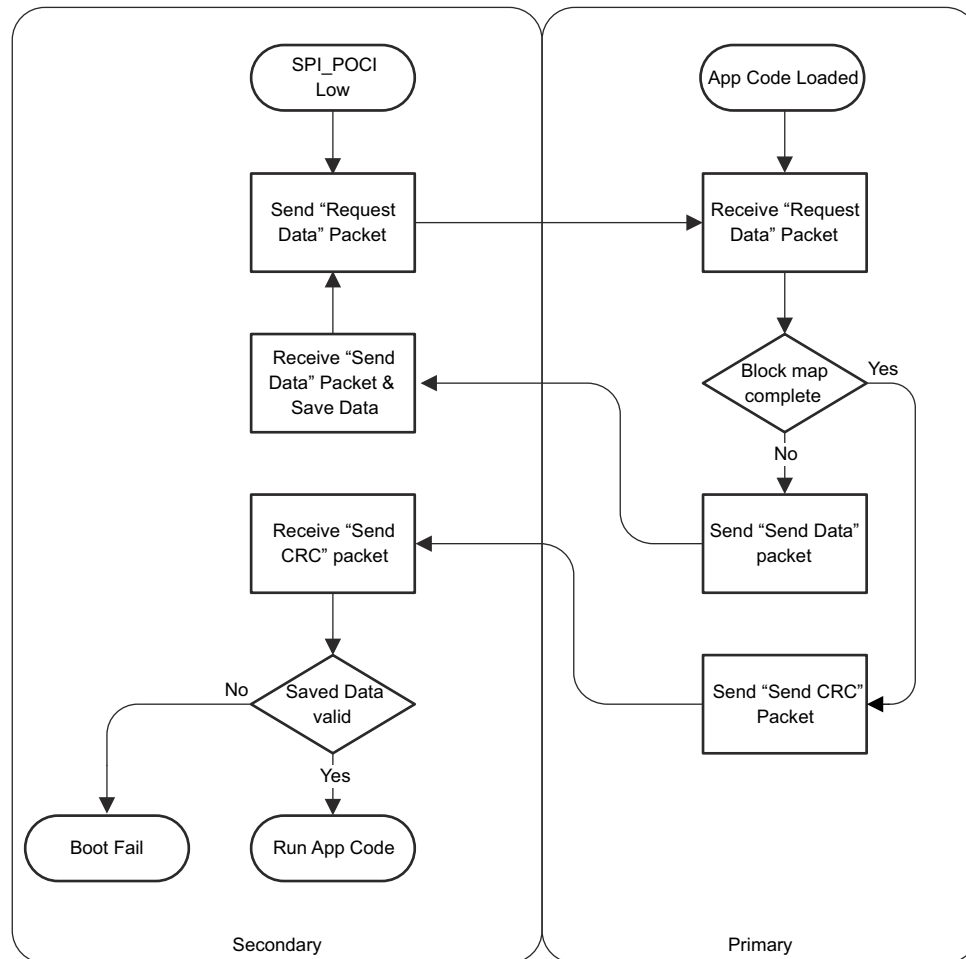 SPI_POCI
Low
App Code Loaded
Send “Request
Data” Packet
Receive “Request
Data” Packet
Receive “Send
Data” Packet &
Save Data
Block map
complete
Yes
No
Receive “Send
CRC” packet
Send “Send Data”
packet
No
Saved Data
valid
Send “Send CRC”
Packet
Yes
Boot Fail
Run App Code
Secondary
Primary